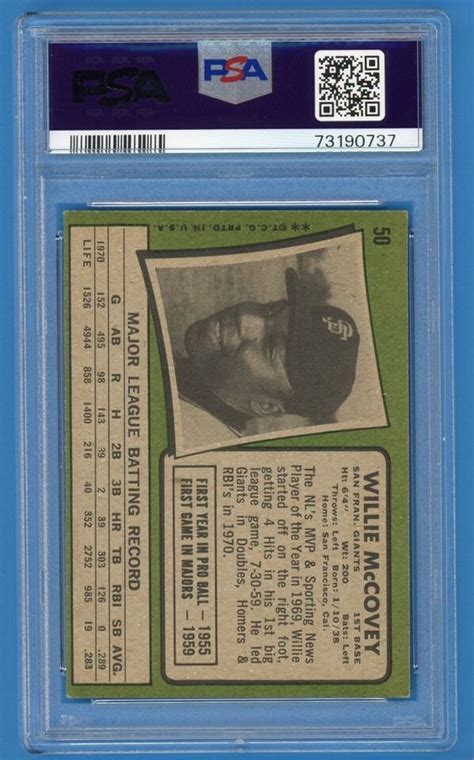 PSA
PSA
73190737
50
*©T.C.G. PRTD. IN U.S.A.
SF
WILLIE McCOVEY
SAN FRAN. GIANTS 1ST BASE
Ht: 6'4" Wt: 200 Bats: Left
Throws: Left Born: 1/10/38
Home: San Francisco, Cal.
The NL's MVP & Sporting News
Player of the Year in 1969, Willie
started off on the right foot,
getting 4 Hits in his 1st big
league game, 7-30-59. He led
Giants in Doubles, Homers &
RBI's in 1970.
FIRST YEAR IN PRO BALL — 1955
FIRST GAME IN MAJORS — 1959
MAJOR LEAGUE BATTING RECORD
G AB R H 2B 3B HR TB RBI SB AVG.
1970 152 495 98 143 39 2 39 303 126 0 .289
LIFE 1526 4944 858 1400 216 40 352 2752 985 19 .283